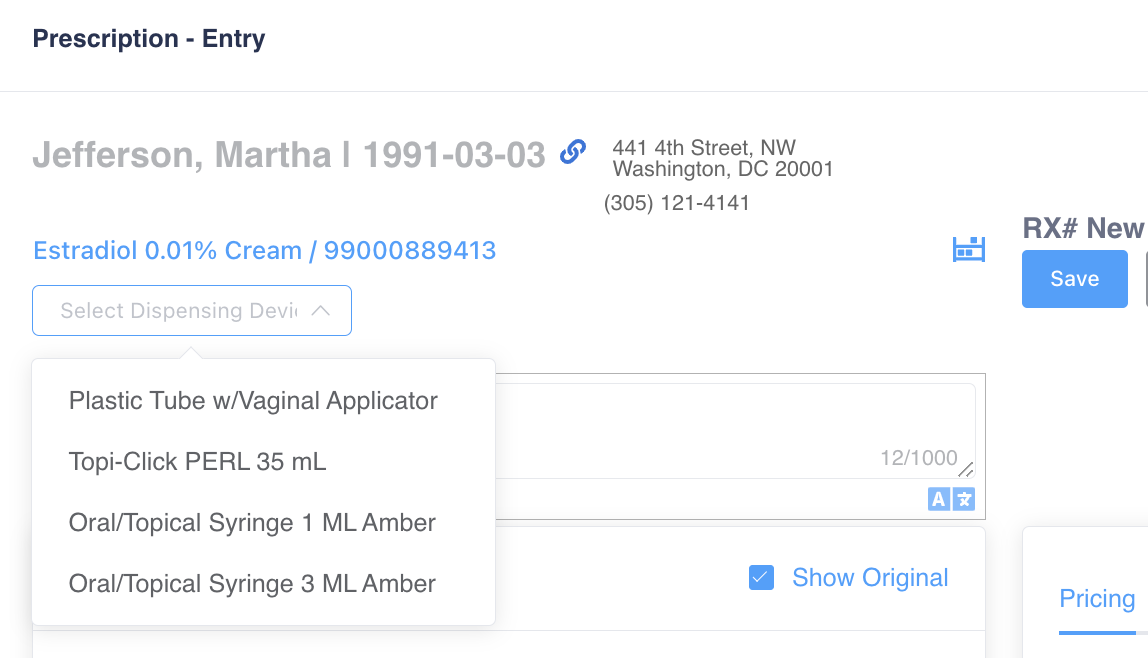 Prescription - Entry
Jefferson, Martha | 1991-03-03
441 4th Street, NW
Washington, DC 20001
(305) 121-4141
RX# New
Estradiol 0.01% Cream / 99000889413
Save
Select Dispensing Devi
Plastic Tube w/Vaginal Applicator
Topi-Click PERL 35 mL
12/1000
A
Oral/Topical Syringe 1 ML Amber
Oral/Topical Syringe 3 ML Amber
Show Original
Pricing